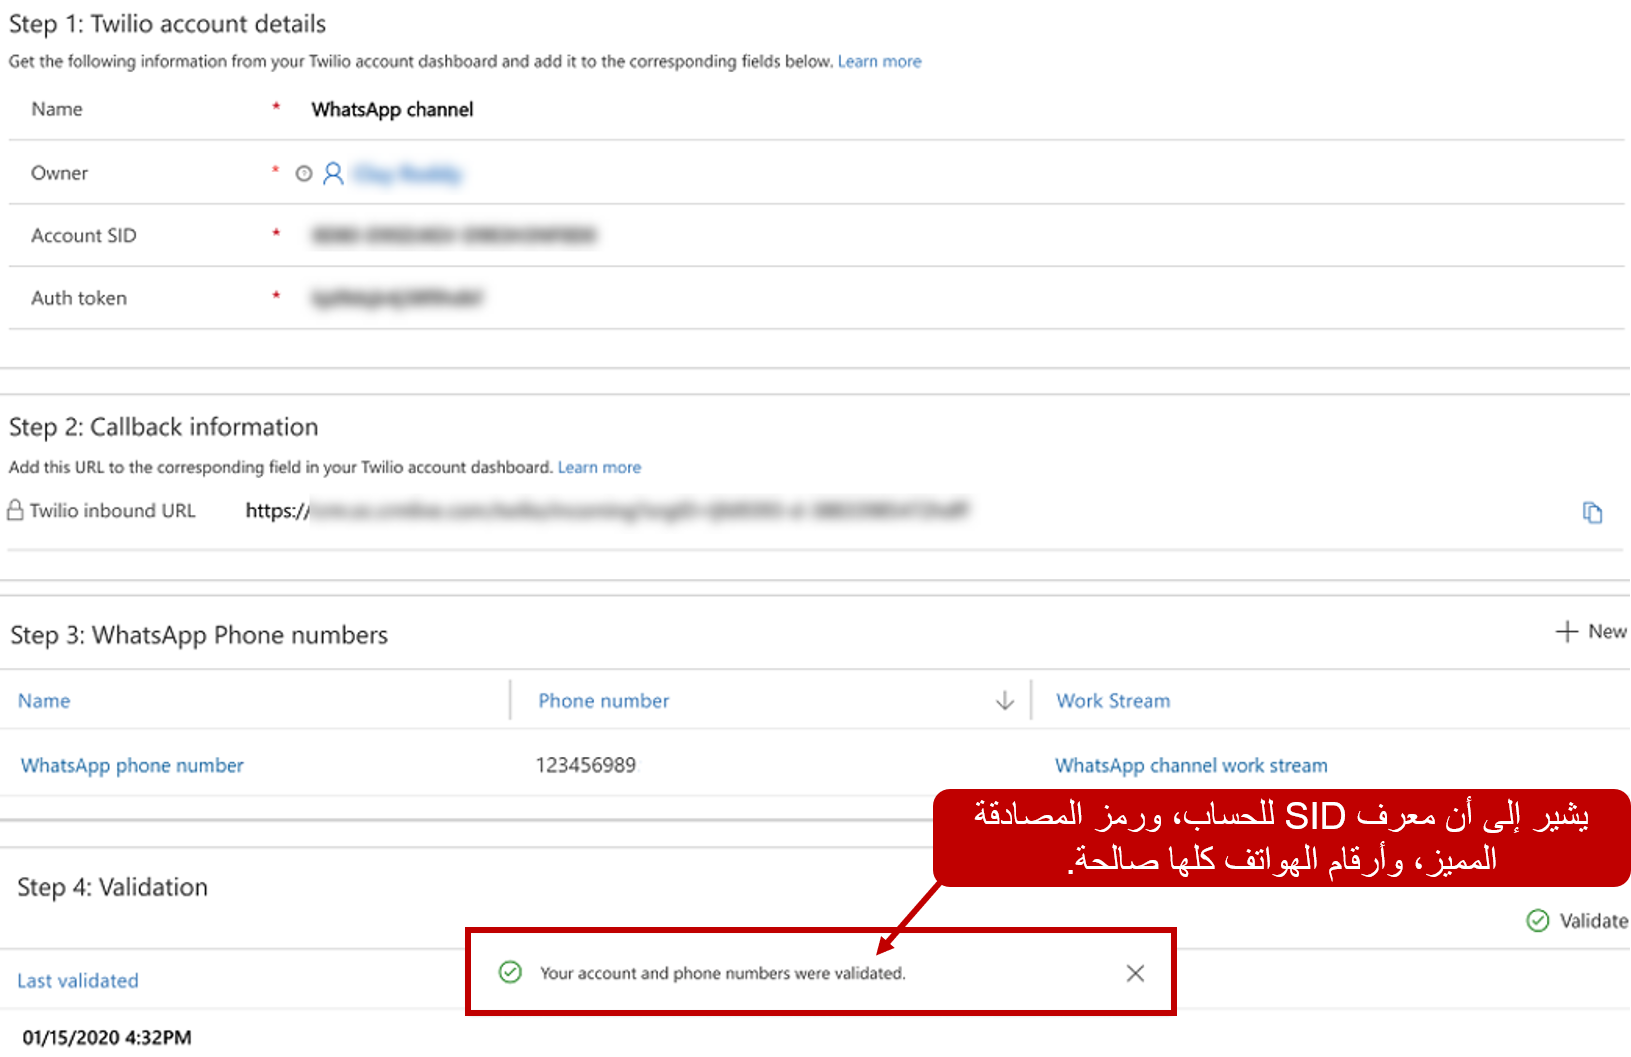 Step 1: Twilio account details
Get the following information from your Twilio account dashboard and add it to the corresponding fields below. Learn more
Name * WhatsApp channel
Owner *
Account SID *
Auth token *
Step 2: Callback information
Add this URL to the corresponding field in your Twilio account dashboard. Learn more
Twilio inbound URL https://
Step 3: WhatsApp Phone numbers
New
Name Phone number Work Stream
WhatsApp phone number 123456989 WhatsApp channel work stream
يشير إلى أن معرف SID للحساب، ورمز المصادقة
المميز، وأرقام الهواتف كلها صالحة.
Step 4: Validation
Validate
Your account and phone numbers were validated.
Last validated
01/15/2020 4:32PM